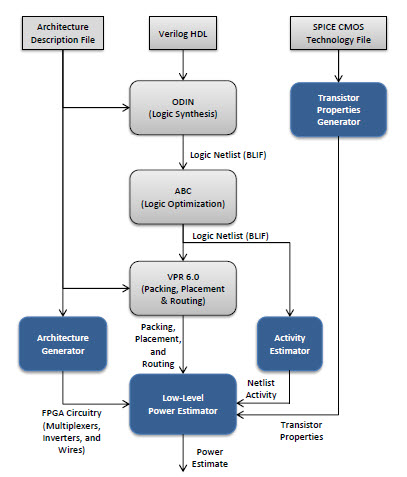 Architecture
Description File
Verilog HDL
SPICE CMOS
Technology File
ODIN
(Logic Synthesis)
Transistor
Properties
Generator
Logic Netlist (BLIF)
ABC
(Logic Optimization)
Logic Netlist (BLIF)
VPR 6.0
(Packing, Placement
& Routing)
Architecture
Generator
Packing,
Placement,
and
Routing
Activity
Estimator
FPGA Circuitry
(Multiplexers,
Inverters, and
Wires)
Low-Level
Power Estimator
Netlist
Activity
Transistor
Properties
Power
Estimate